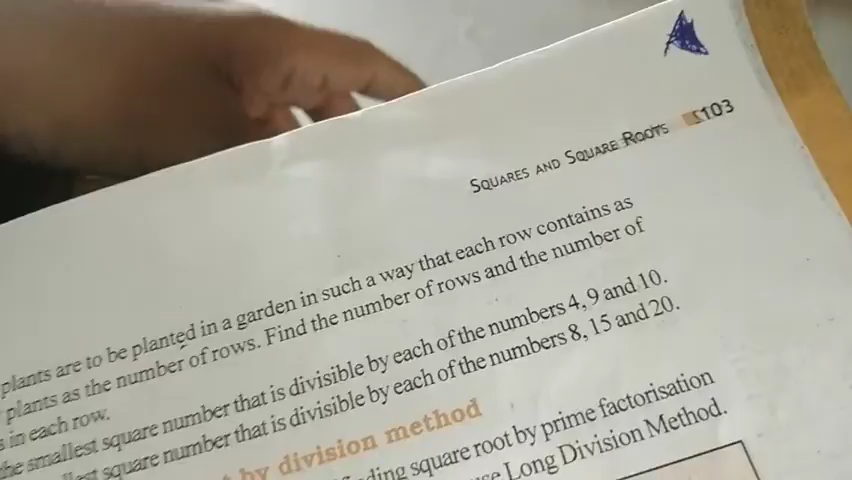 SQUARES AND SQUARE ROOTS 103
plants are to be planted in a garden in such a way that each row contains as
plants as the number of rows. Find the number of rows and the number of
in each row.
smallest square number that is divisible by each of the numbers 4, 9 and 10.
square number that is divisible by each of the numbers 8, 15 and 20.
by division method
square root by prime factorisation
Long Division Method.